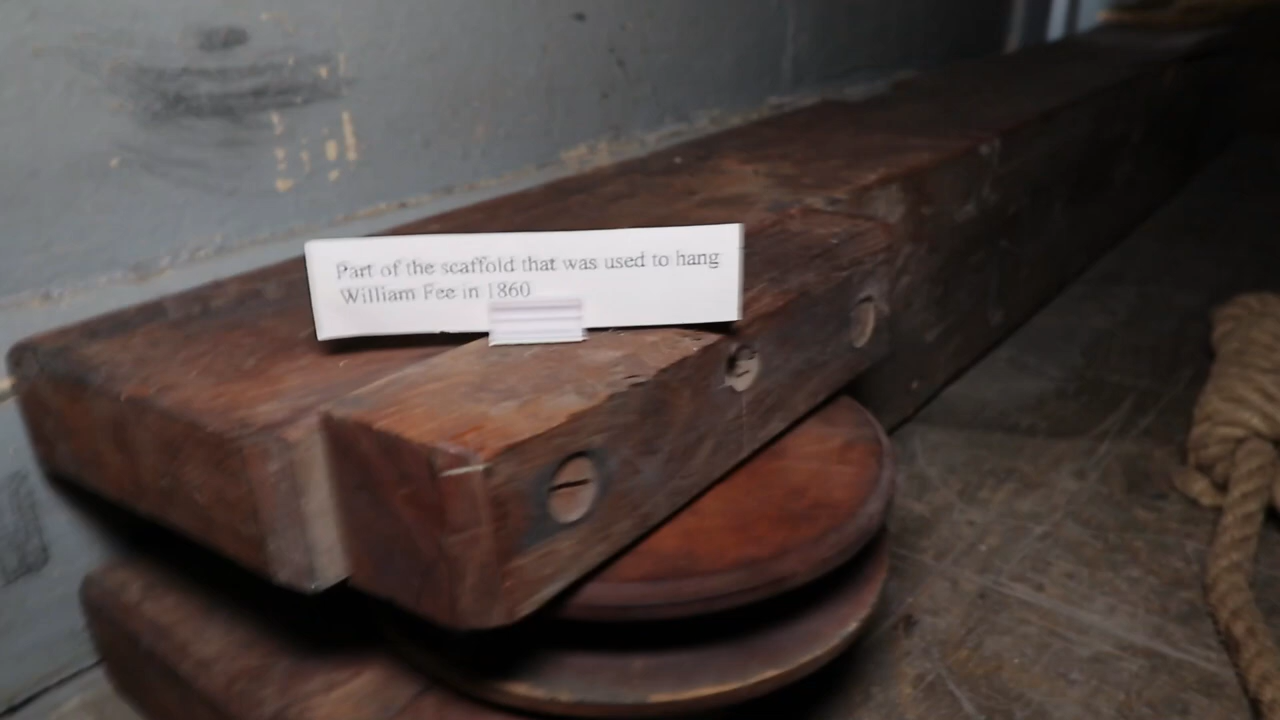 Part of the scaffold that was used to hang
William Fee in 1860